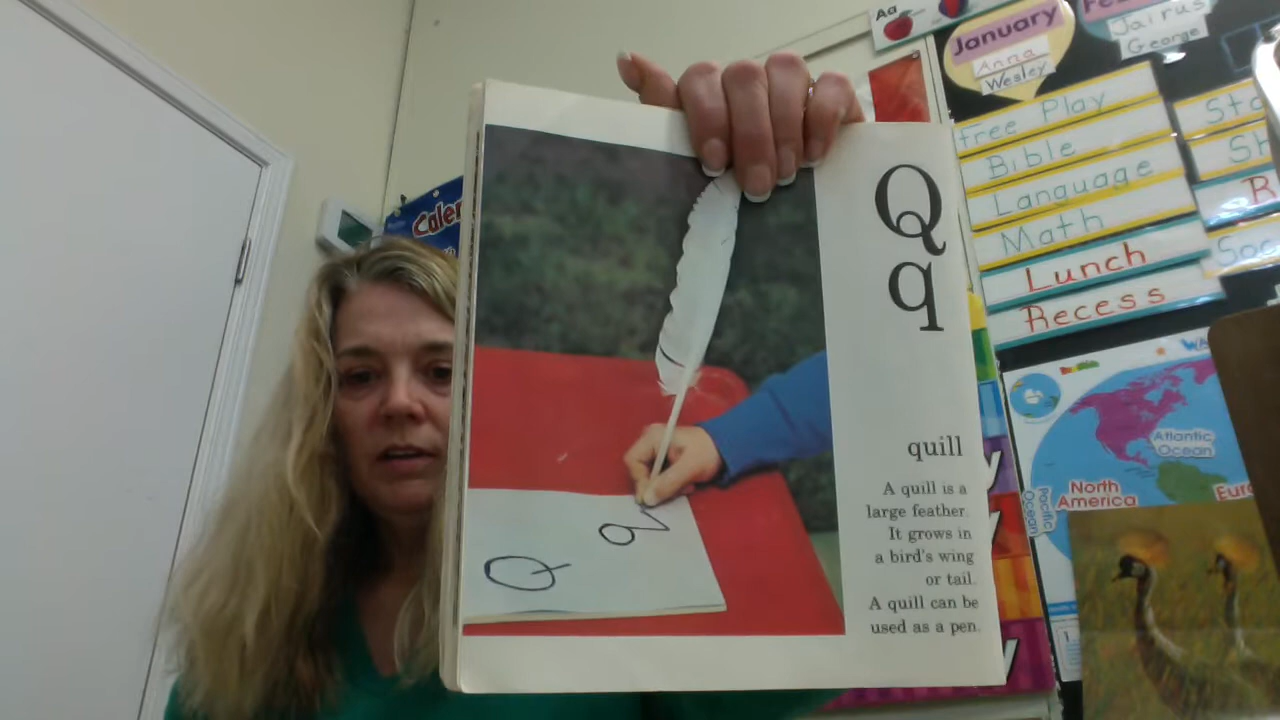 Aa
January
Anna
Wesley
Jairus
George
Free Play
Bible
Language
Math
Lunch
Recess
Q
q
quill
A quill is a
large feather.
It grows in
a bird's wing
or tail.
A quill can be
used as a pen.
Q q
Atlantic
Ocean
North
America
Pacific
Ocean